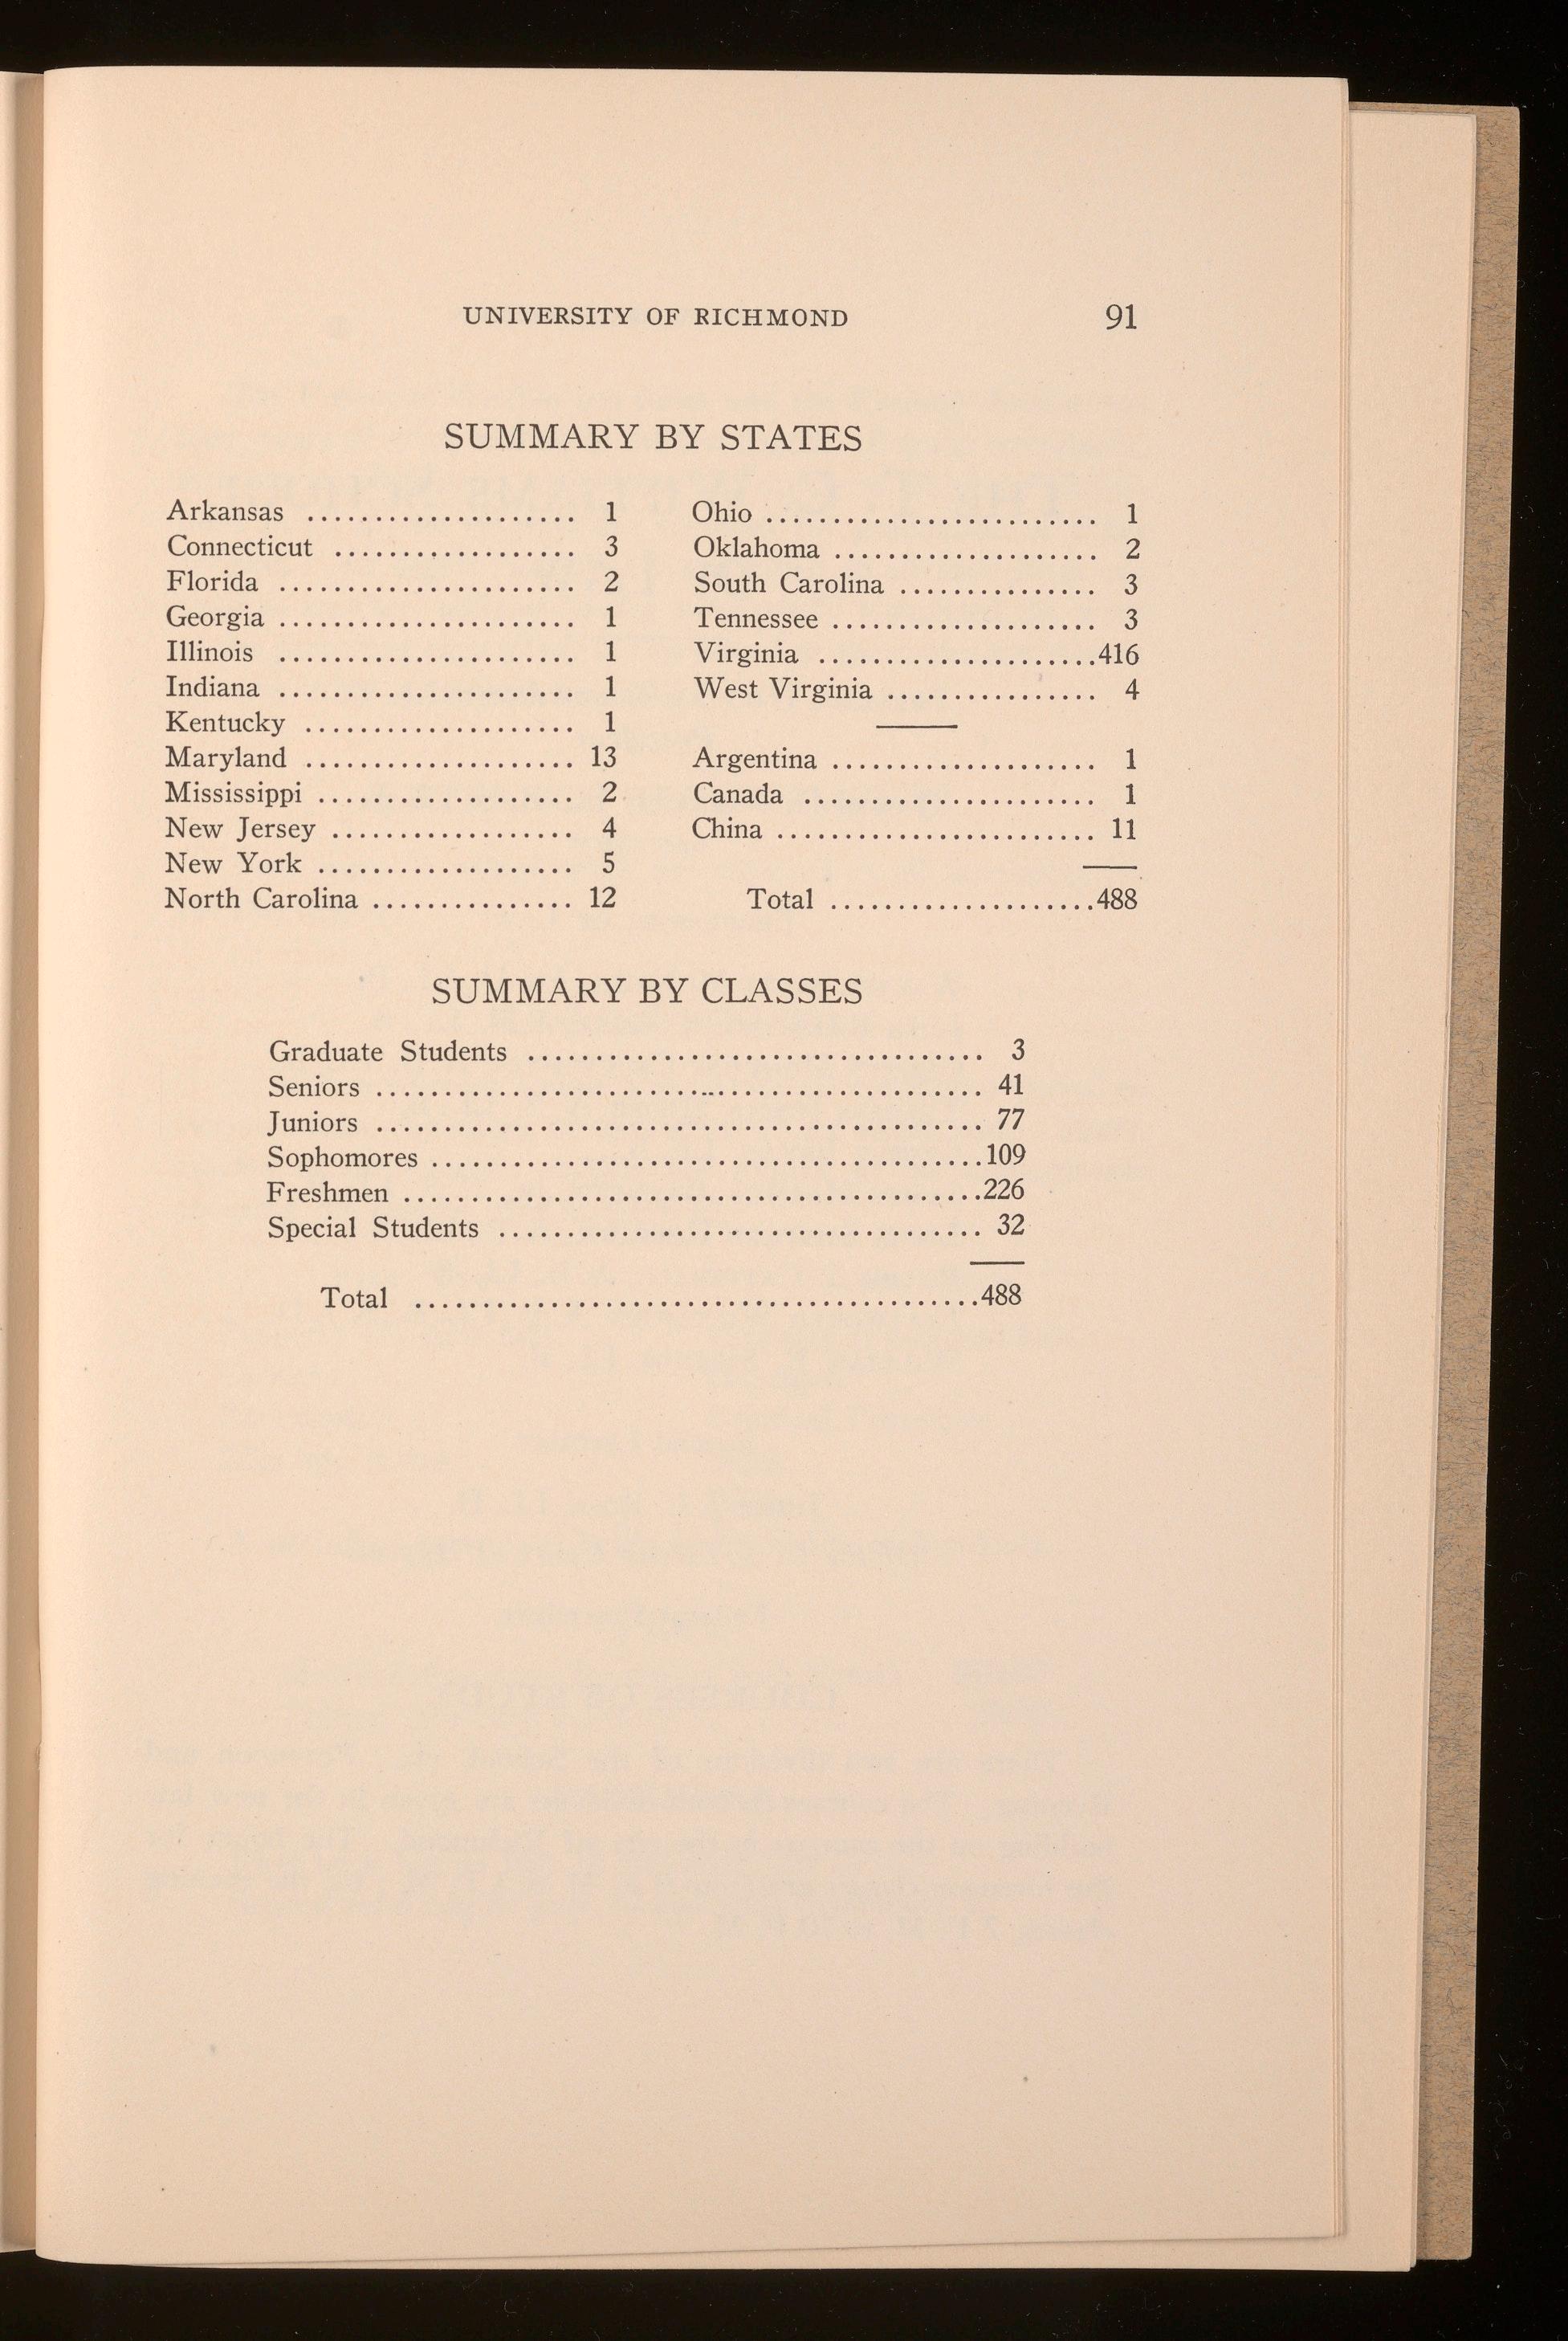 UNIVERSITY OF RICHMOND 91
SUMMARY BY STATES
Arkansas .................... 1
Connecticut .................. 3
Florida ...................... 2
Georgia ...................... 1
Illinois ...................... 1
Indiana ...................... 1
Kentucky .................... 1
Maryland .................... 13
Mississippi ................... 2
New Jersey .................. 4
New York ................... 5
North Carolina ............... 12
Ohio ......................... 1
Oklahoma .................... 2
South Carolina ............... 3
Tennessee .................... 3
Virginia .....................416
West Virginia ................ 4
Argentina .................... 1
Canada ...................... 1
China ........................ 11
Total ....................488
SUMMARY BY CLASSES
Graduate Students .................................. 3
Seniors ............................................. 41
Juniors ............................................. 77
Sophomores .........................................109
Freshmen ...........................................226
Special Students .................................... 32
Total ..........................................488